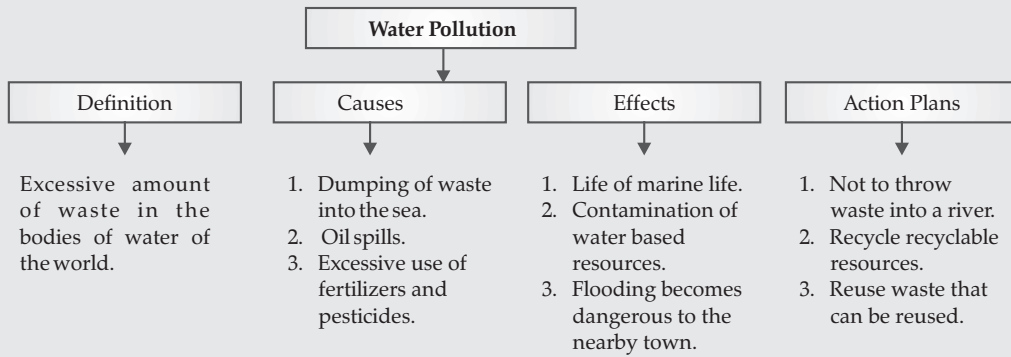 Water Pollution
Definition
Causes
Effects
Action Plans
Excessive amount
of waste in the
bodies of water of
the world.
1. Dumping of waste
into the sea.
2. Oil spills.
3. Excessive use of
fertilizers and
pesticides.
1. Life of marine life.
2. Contamination of
water based
resources.
3. Flooding becomes
dangerous to the
nearby town.
1. Not to throw
waste into a river.
2. Recycle recyclable
resources.
3. Reuse waste that
can be reused.